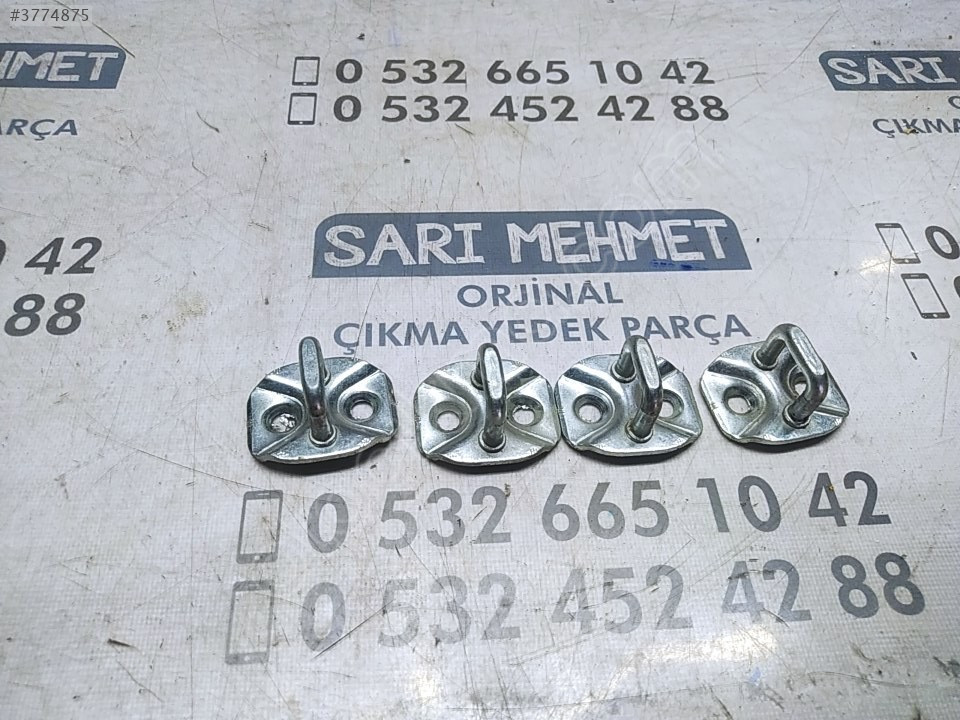 #3774875
HMET
PARÇA
0 532 665 10 42
0 532 452 42 88
SARI
ÇIKMA
SARI MEHMET
ORJİNAL
ÇIKMA YEDEK PARÇA
42
88
0
0 532 665 10 42
0 532 452 42 88